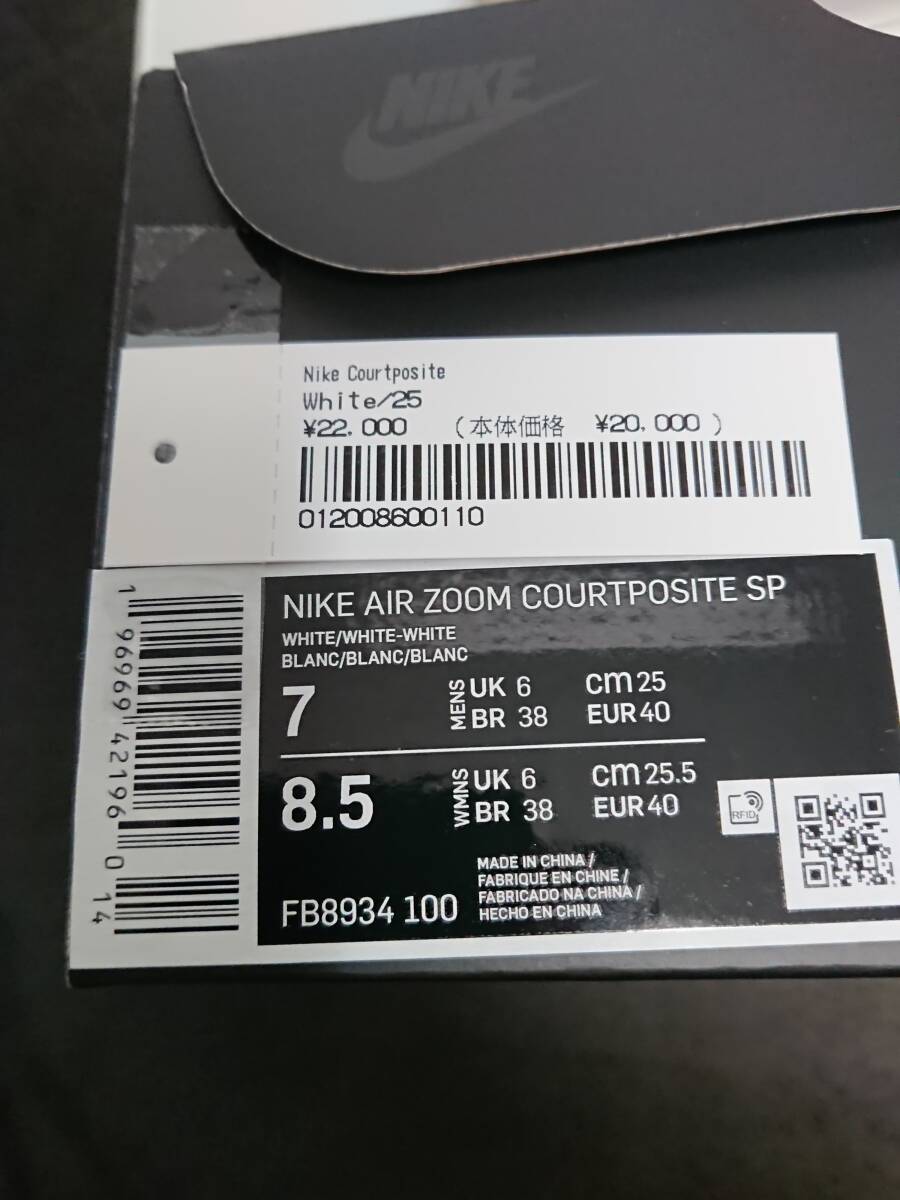 NIKE
Nike Courtposite
White/25
¥22,000 (本体価格 ¥20,000 )
012008600110
NIKE AIR ZOOM COURTPOSITE SP
WHITE/WHITE-WHITE
BLANC/BLANC/BLANC
7 MENS UK 6 cm 25
BR 38 EUR 40
8.5 WMNS UK 6 cm 25.5
BR 38 EUR 40
RFID
FB8934 100
MADE IN CHINA /
FABRIQUE EN CHINE /
FABRICADO NA CHINA /
HECHO EN CHINA
1 96969 42196 0 14